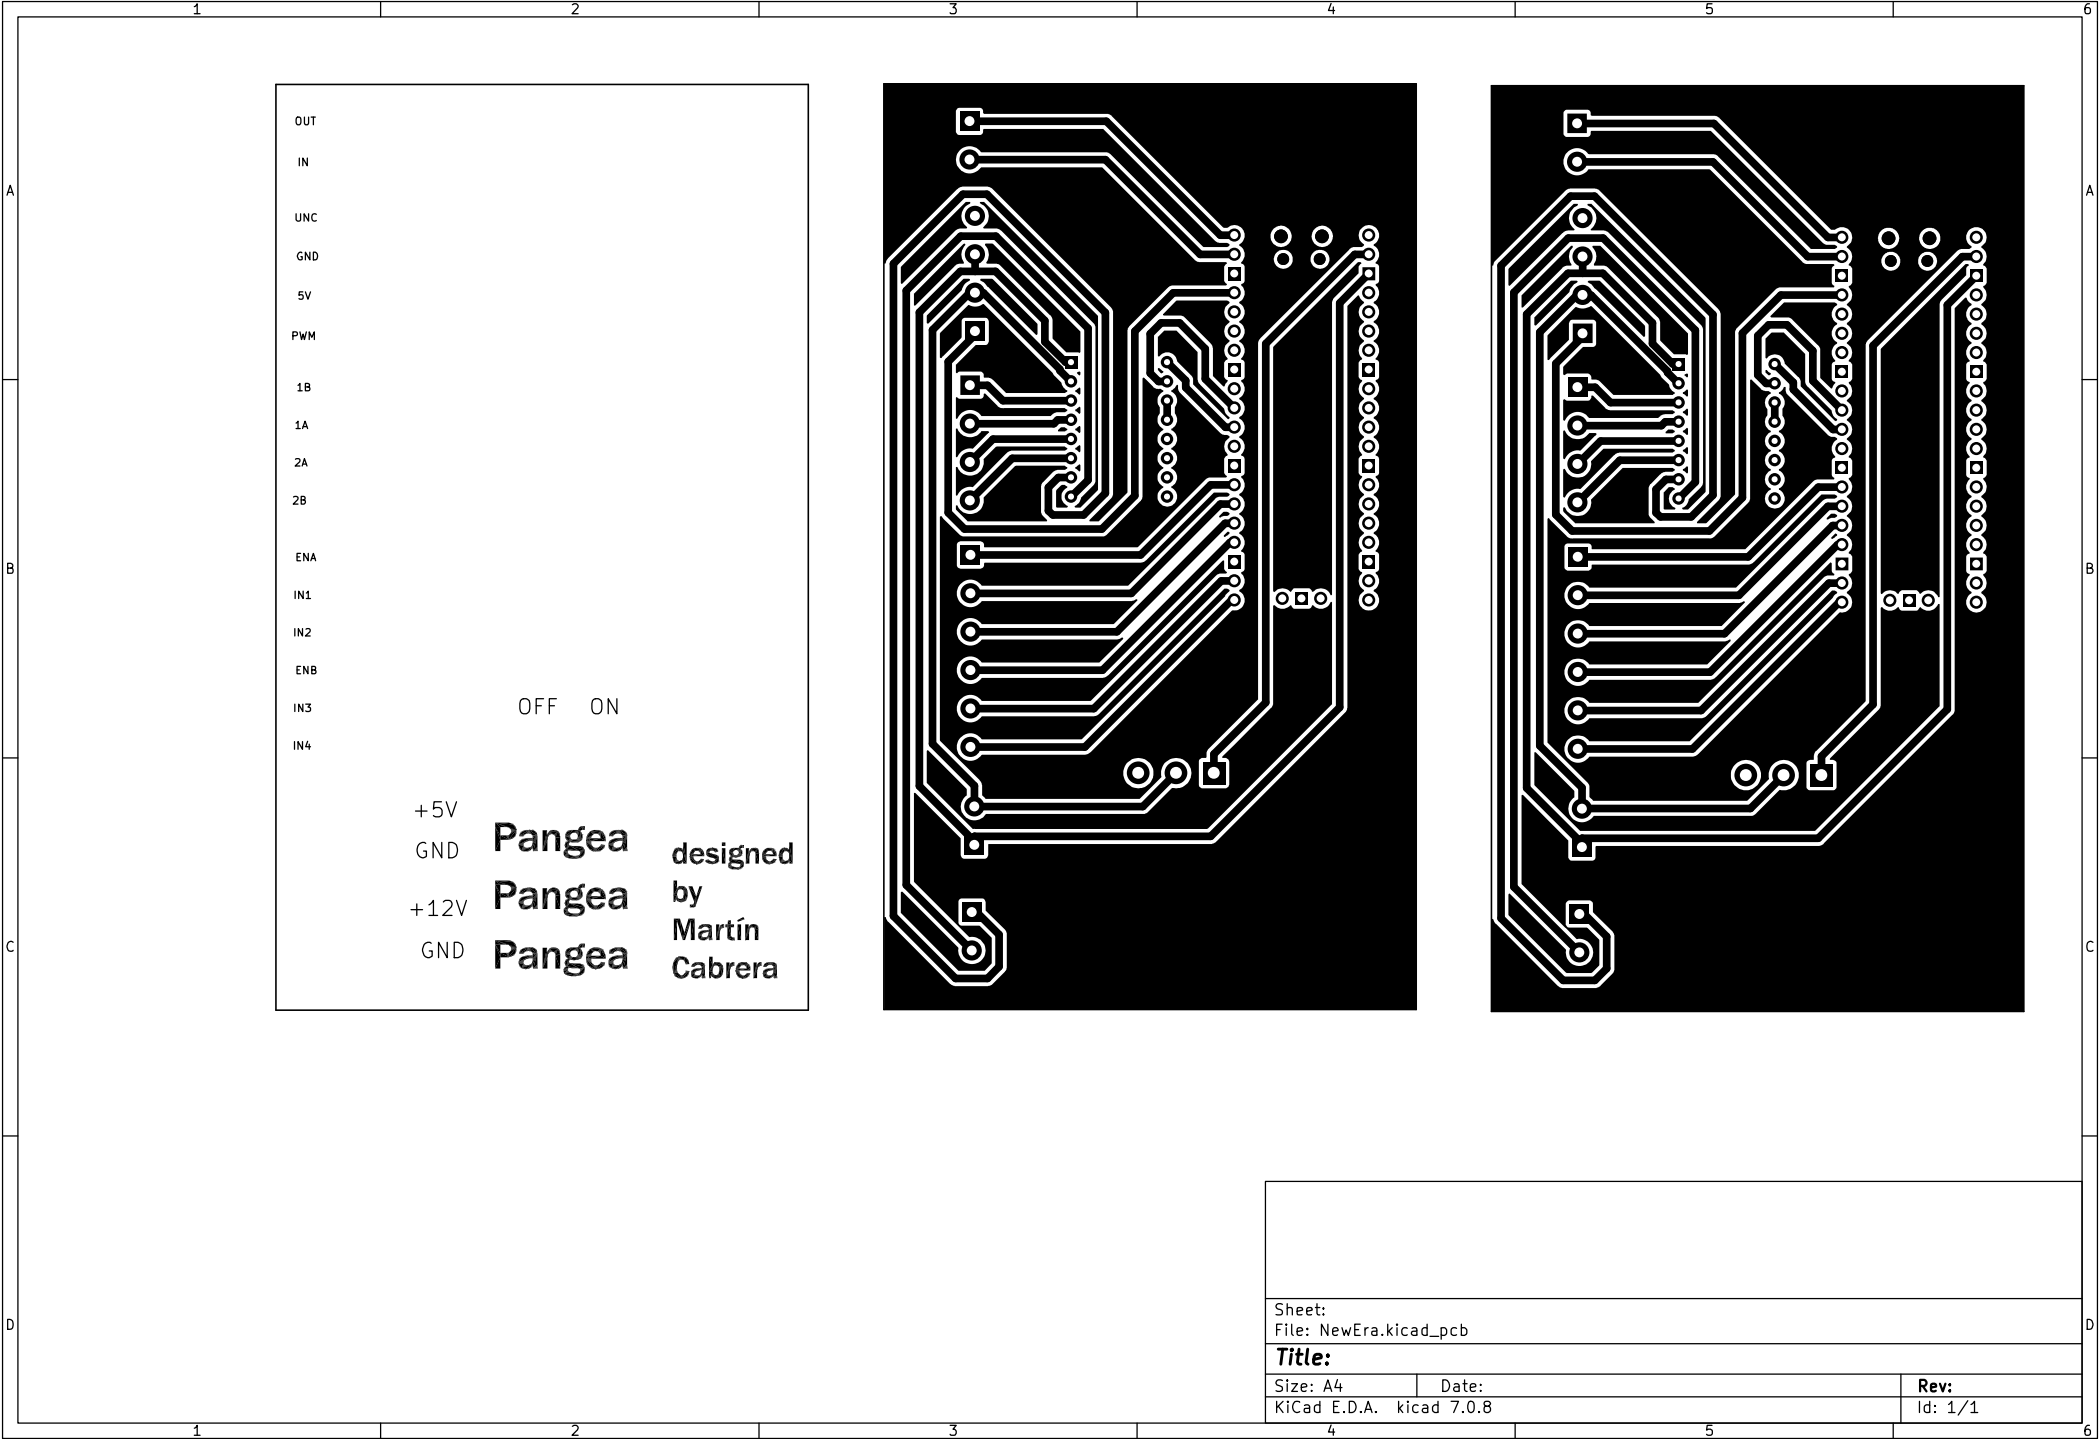 1 2 3 4 5 6
A A
OUT
IN
UNC
GND
5V
PWM
1B
1A
2A
2B
B B
ENA
IN1
IN2
ENB
IN3
OFF ON
IN4
+5V
GND
+12V
GND
Pangea
Pangea
Pangea
designed
by
Martín
Cabrera
C C
D D
Sheet:
File: NewEra.kicad_pcb
Title:
Size: A4 Date: Rev:
KiCad E.D.A. kicad 7.0.8 Id: 1/1
1 2 3 4 5 6